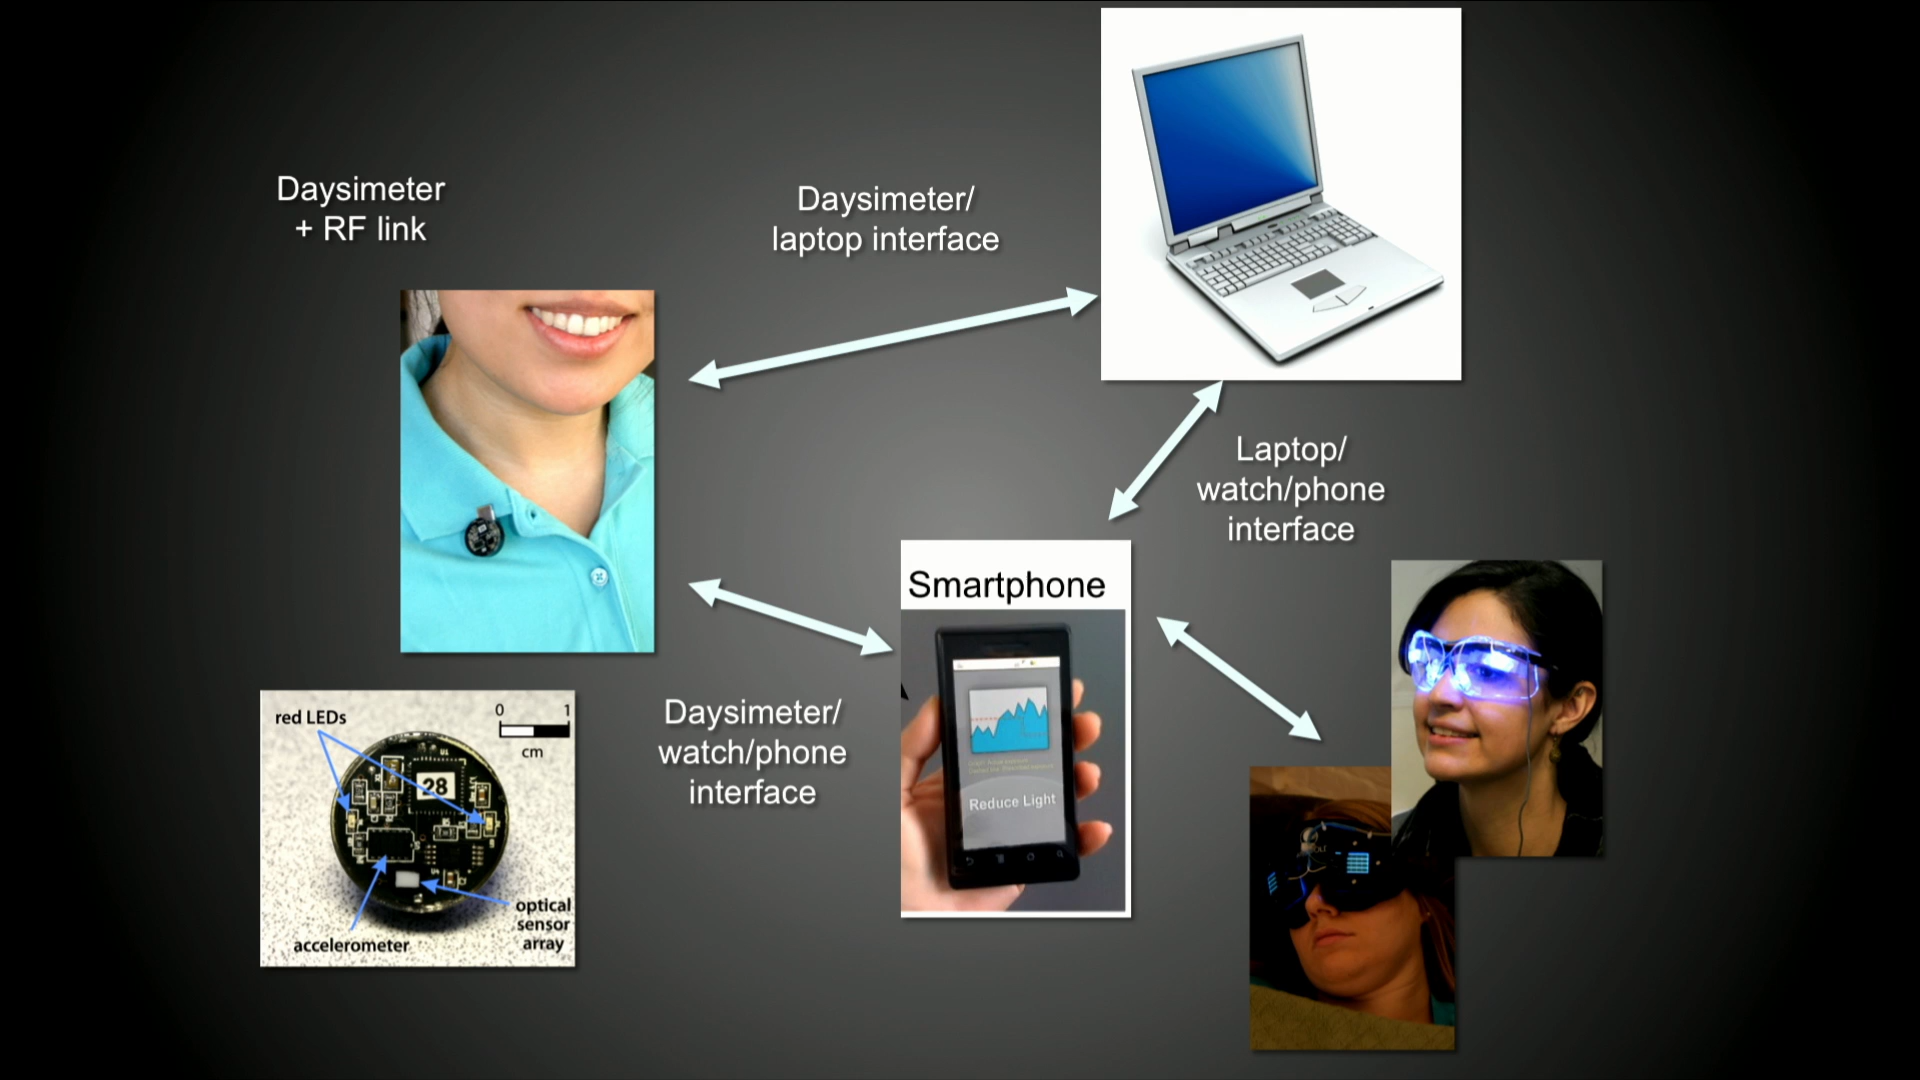 Daysimeter
+ RF link
Daysimeter/
laptop interface
Laptop/
watch/phone
interface
Smartphone
Reduce Light
Daysimeter/
watch/phone
interface
red LEDs
0 1
cm
28
accelerometer
optical
sensor
array